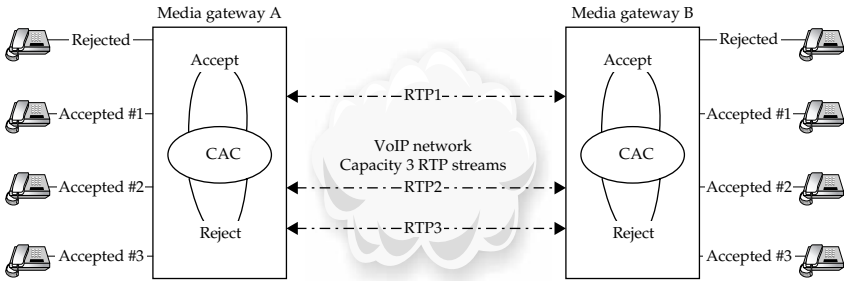 Media gateway A
Media gateway B
Rejected
Accept
RTP1
Accept
Rejected
Accepted #1
Accepted #1
CAC
VoIP network
Capacity 3 RTP streams
CAC
Accepted #2
RTP2
Accepted #2
Reject
RTP3
Reject
Accepted #3
Accepted #3